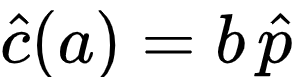 ĉ(a) = b p̂